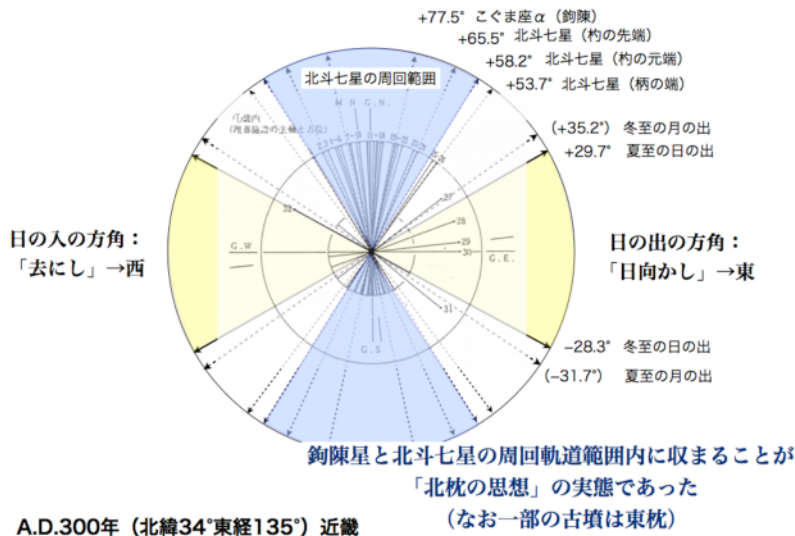 +77.5° こぐま座α（鉤陳）
+65.5° 北斗七星（杓の先端）
+58.2° 北斗七星（杓の元端）
+53.7° 北斗七星（柄の端）
北斗七星の周回範囲
M N G.N.
(+35.2°) 冬至の月の出
+29.7° 夏至の日の出
25
26
27
32
28
29
30
G.W
G.E.
日の入の方角：
「去にし」→西
日の出の方角：
「日向かし」→東
31
G.S
−28.3° 冬至の日の出
(−31.7°) 夏至の月の出
鉤陳星と北斗七星の周回軌道範囲内に収まることが
「北枕の思想」の実態であった
（なお一部の古墳は東枕）
A.D.300年（北緯34°東経135°）近畿